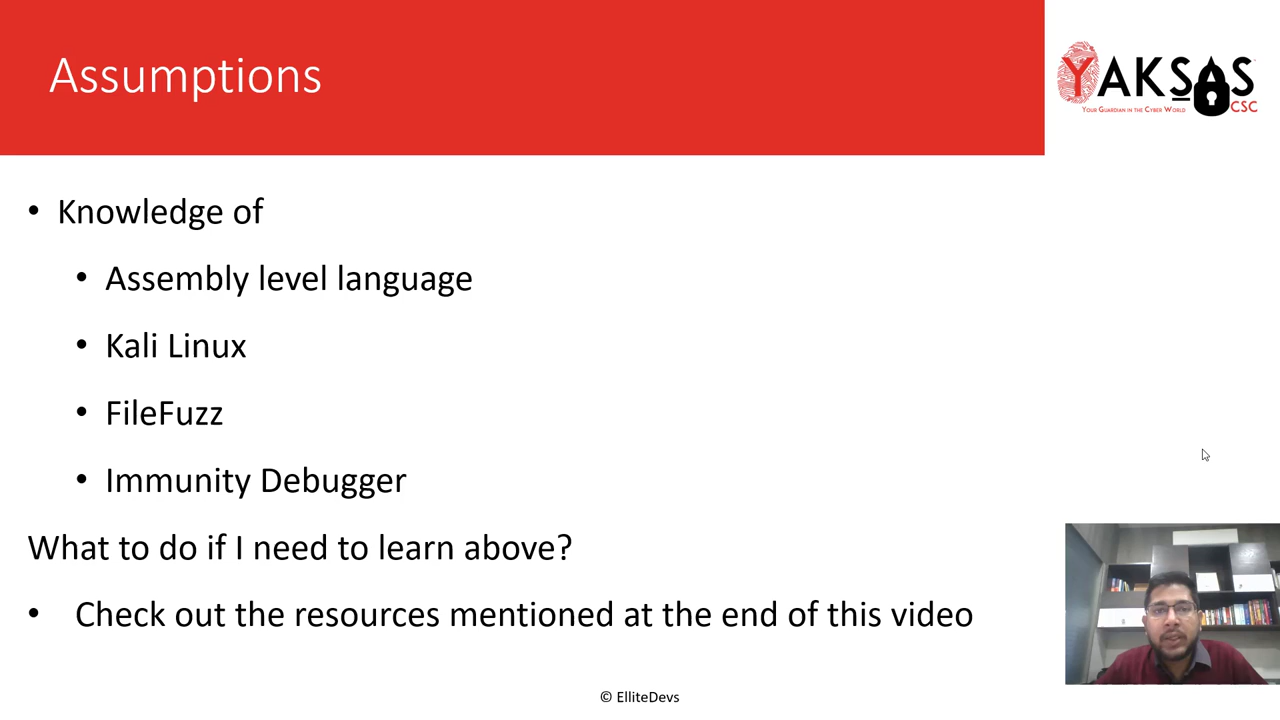 Assumptions
YAKSAS
CSC
YOUR GUARDIAN IN THE CYBER WORLD
• Knowledge of
• Assembly level language
• Kali Linux
• FileFuzz
• Immunity Debugger
What to do if I need to learn above?
• Check out the resources mentioned at the end of this video
© ElliteDevs